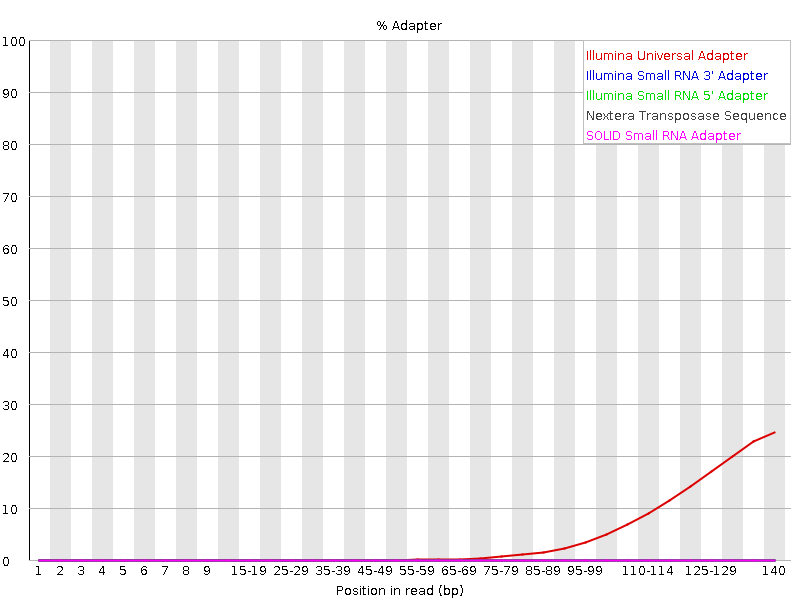 % Adapter
100
90
80
70
60
50
40
30
20
10
0
Illumina Universal Adapter
Illumina Small RNA 3' Adapter
Illumina Small RNA 5' Adapter
Nextera Transposase Sequence
SOLID Small RNA Adapter
1 2 3 4 5 6 7 8 9 15-19 25-29 35-39 45-49 55-59 65-69 75-79 85-89 95-99 110-114 125-129 140
Position in read (bp)